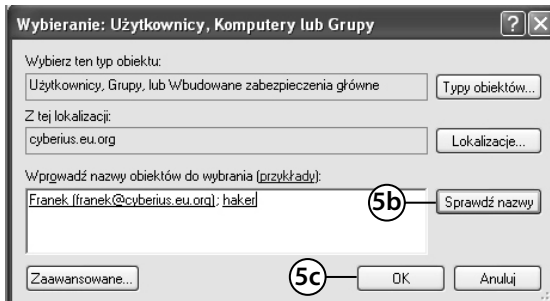 Wybieranie: Użytkownicy, Komputery lub Grupy
Wybierz ten typ obiektu:
Użytkownicy, Grupy, lub Wbudowane zabezpieczenia główne
Typy obiektów...
Z tej lokalizacji:
cyberius.eu.org
Lokalizacje...
Wprowadź nazwy obiektów do wybrania (przykłady):
Franek (franek@cyberius.eu.org); haker
5b
Sprawdź nazwy
Zaawansowane...
5c
OK
Anuluj